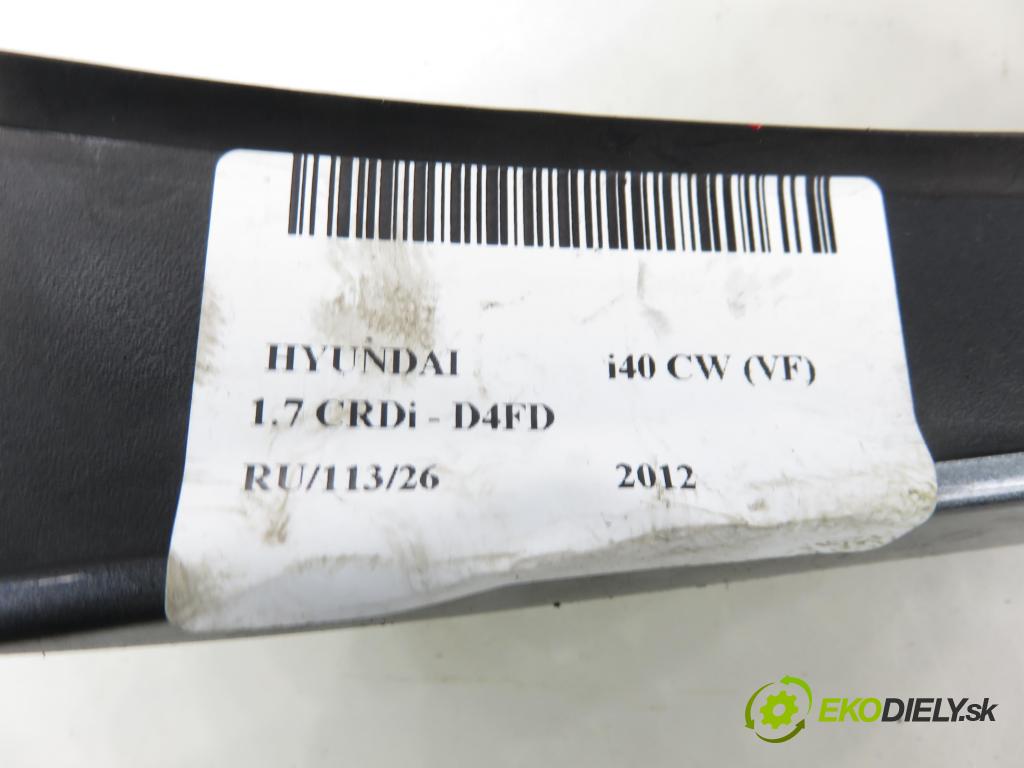 HYUNDAI i40 CW (VF)
1.7 CRDi - D4FD
RU/113/26 2012
EKODIELY.sk